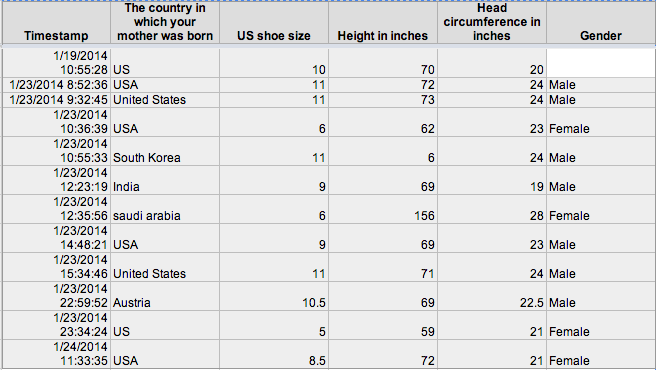 Timestamp The country in which your mother was born US shoe size Height in inches Head circumference in inches Gender
1/19/2014 10:55:28 US 10 70 20
1/23/2014 8:52:36 USA 11 72 24 Male
1/23/2014 9:32:45 United States 11 73 24 Male
1/23/2014 10:36:39 USA 6 62 23 Female
1/23/2014 10:55:33 South Korea 11 6 24 Male
1/23/2014 12:23:19 India 9 69 19 Male
1/23/2014 12:35:56 saudi arabia 6 156 28 Female
1/23/2014 14:48:21 USA 9 69 23 Male
1/23/2014 15:34:46 United States 11 71 24 Male
1/23/2014 22:59:52 Austria 10.5 69 22.5 Male
1/23/2014 23:34:24 US 5 59 21 Female
1/24/2014 11:33:35 USA 8.5 72 21 Female